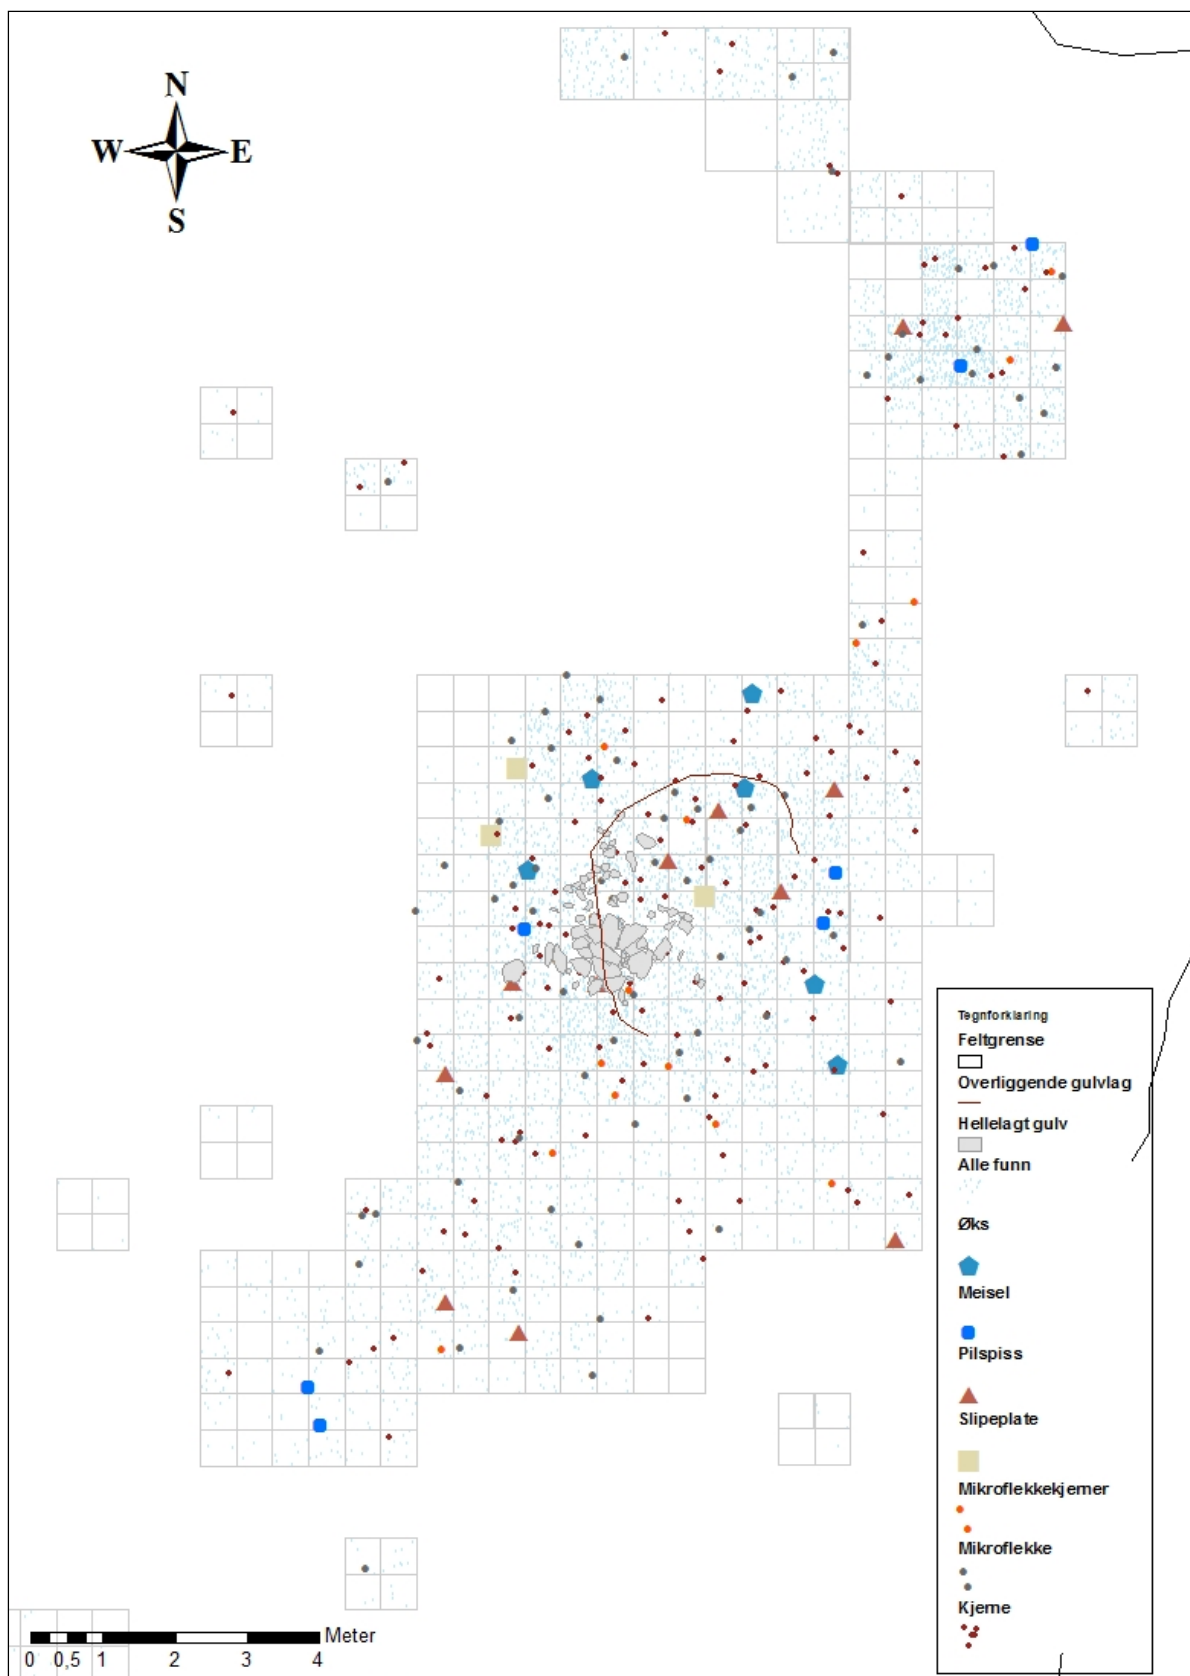 N
W E
S
Tegnforklaring
Feltgrense
Overliggende gulvlag
Hellelagt gulv
Alle funn
Øks
Meisel
Pilspiss
Slipeplate
Mikroflekkekjerner
Mikroflekke
Kjerne
Meter
0 0,5 1 2 3 4